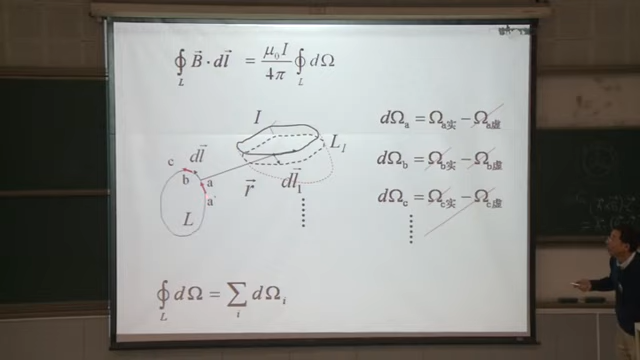 ∮_L B⃗·dl⃗ = μ₀I/4π ∮_L dΩ
I
L₁
dΩ_a = Ω_a实 − Ω_a虚
c
dl⃗
b
a
a'
r⃗
dl⃗₁
L
dΩ_b = Ω_b实 − Ω_b虚
dΩ_c = Ω_c实 − Ω_c虚
∮_L dΩ = ∑_i dΩ_i